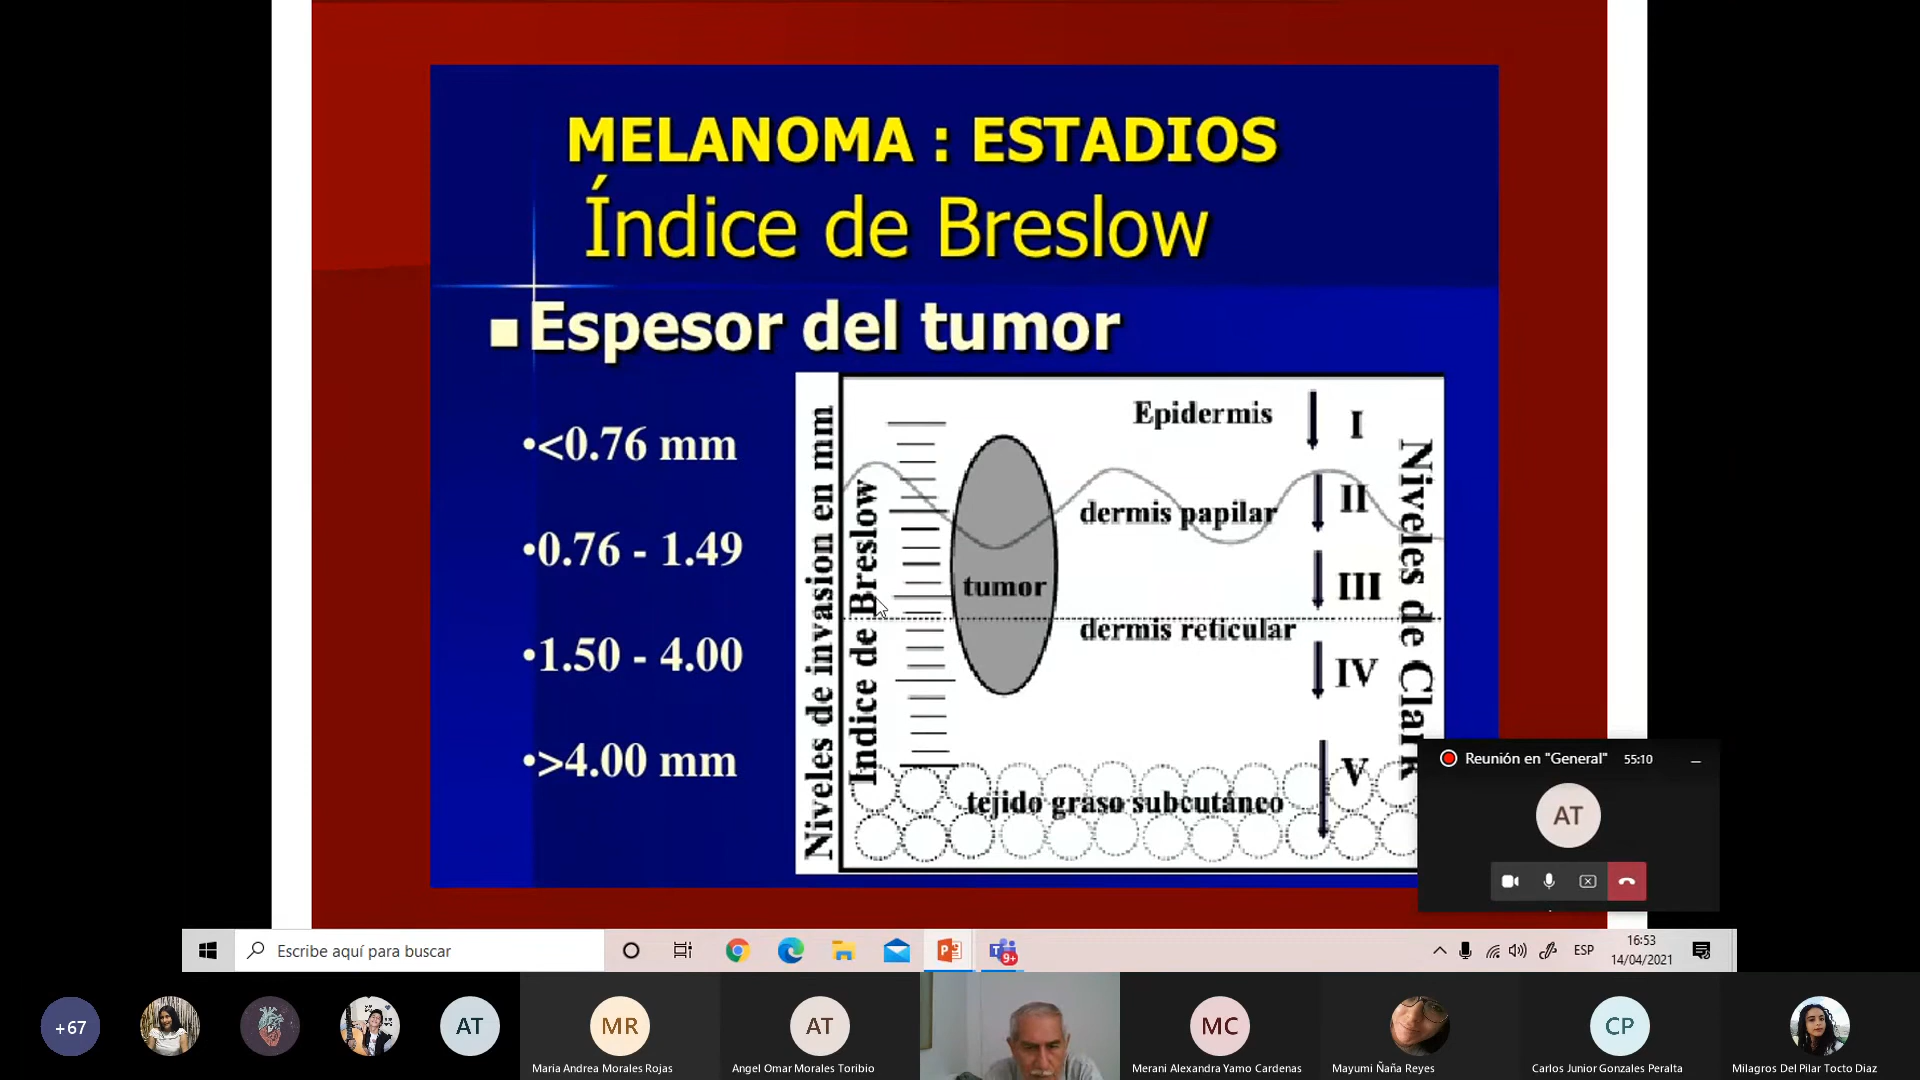 MELANOMA : ESTADIOS
Índice de Breslow
Espesor del tumor
•<0.76 mm
•0.76 - 1.49
•1.50 - 4.00
•>4.00 mm
Niveles de invasion en mm
Índice de Breslow
tumor
Epidermis
dermis papilar
dermis reticular
tejido graso subcutáneo
I
II
III
IV
V
Niveles de Clark
Reunión en "General" 55:10
AT
Escribe aquí para buscar
9+
ESP
16:53
14/04/2021
+67
AT
MR
Maria Andrea Morales Rojas
AT
Angel Omar Morales Toribio
MC
Merani Alexandra Yamo Cardenas
Mayumi Ñaña Reyes
CP
Carlos Junior Gonzales Peralta
Milagros Del Pilar Tocto Diaz